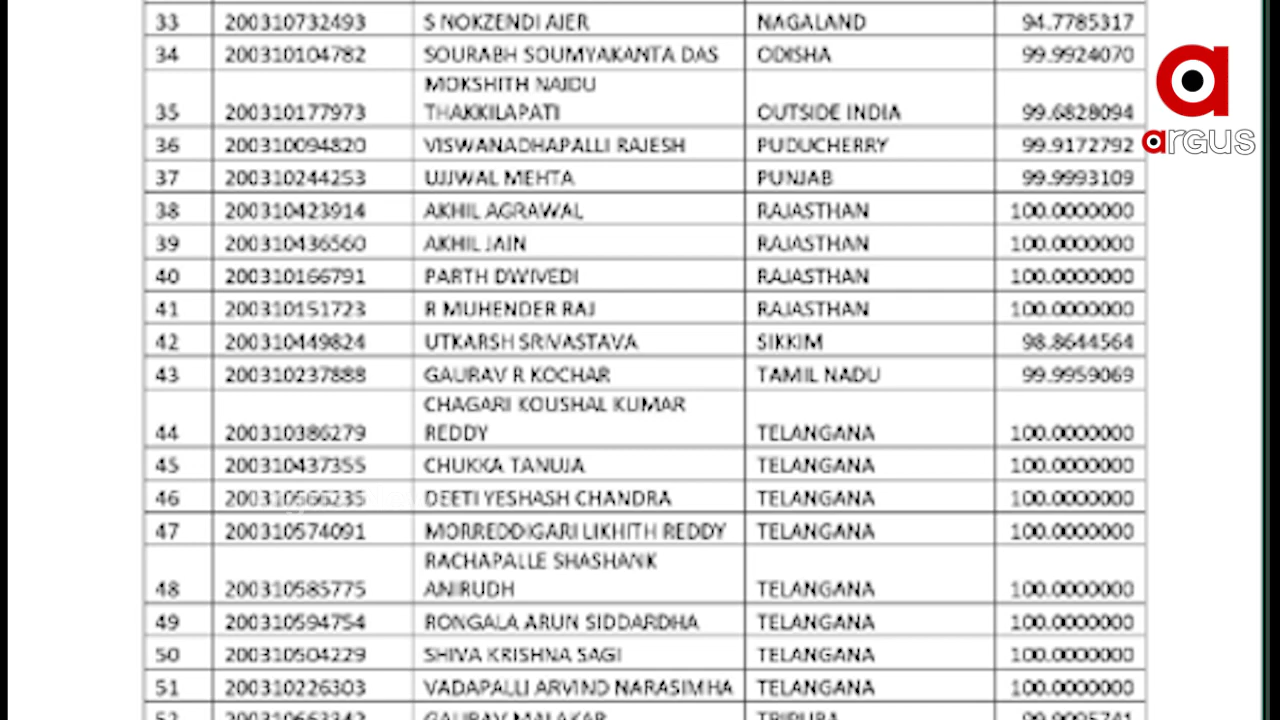 33 200310732493 S NOKZENDI AIER NAGALAND 94.7785317
34 200310104782 SOURABH SOUMYAKANTA DAS ODISHA 99.9924070
MOKSHITH NAIDU
35 200310177973 THAKKILAPATI OUTSIDE INDIA 99.6828094
36 200310094820 VISWANADHAPALLI RAJESH PUDUCHERRY 99.9172792
37 200310244253 UJJWAL MEHTA PUNJAB 99.9993109
38 200310423914 AKHIL AGRAWAL RAJASTHAN 100.0000000
39 200310436560 AKHIL JAIN RAJASTHAN 100.0000000
40 200310166791 PARTH DWIVEDI RAJASTHAN 100.0000000
41 200310151723 R MUHENDER RAJ RAJASTHAN 100.0000000
42 200310449824 UTKARSH SRIVASTAVA SIKKIM 98.8644564
43 200310237888 GAURAV R KOCHAR TAMIL NADU 99.9959069
CHAGARI KOUSHAL KUMAR
44 200310386279 REDDY TELANGANA 100.0000000
45 200310437355 CHUKKA TANUJA TELANGANA 100.0000000
46 200310566235 DEETI YESHASH CHANDRA TELANGANA 100.0000000
47 200310574091 MORREDDIGARI LIKHITH REDDY TELANGANA 100.0000000
RACHAPALLE SHASHANK
48 200310585775 ANIRUDH TELANGANA 100.0000000
49 200310594754 RONGALA ARUN SIDDARDHA TELANGANA 100.0000000
50 200310504229 SHIVA KRISHNA SAGI TELANGANA 100.0000000
51 200310226303 VADAPALLI ARVIND NARASIMHA TELANGANA 100.0000000
52 GAURAV MALAKAR TRIPURA
argus